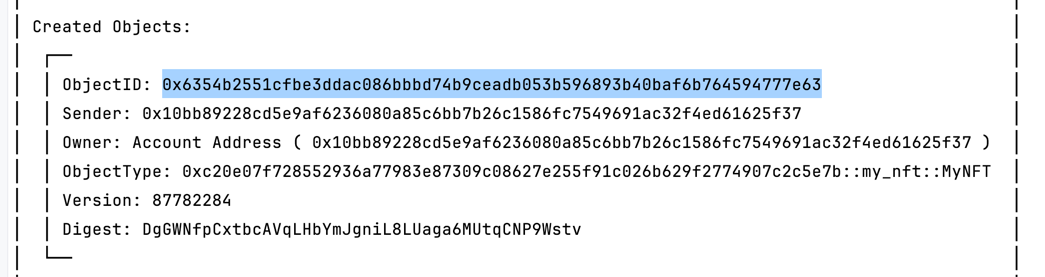 Created Objects:
ObjectID: 0x6354b2551cfbe3ddac086bbbd74b9ceadb053b596893b40baf6b764594777e63
Sender: 0x10bb89228cd5e9af6236080a85c6bb7b26c1586fc7549691ac32f4ed61625f37
Owner: Account Address ( 0x10bb89228cd5e9af6236080a85c6bb7b26c1586fc7549691ac32f4ed61625f37 )
ObjectType: 0xc20e07f728552936a77983e87309c08627e255f91c026b629f2774907c2c5e7b::my_nft::MyNFT
Version: 87782284
Digest: DgGWNfpCxtbcAVqLHbYmJgniL8LUaga6MUtqCNP9Wstv